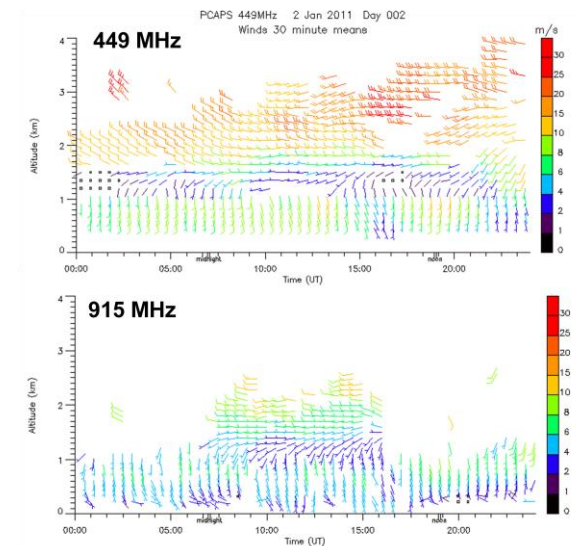 PCAPS 449MHz 2 Jan 2011 Day 002
Winds 30 minute means
m/s
449 MHz
4
3
2
1
0
Altitude (km)
35
30
25
20
15
10
8
6
4
2
1
0
00:00 05:00 10:00 15:00 20:00
midnight noon
Time (UT)
915 MHz
4
3
2
1
0
Altitude (km)
30
25
20
15
10
8
6
4
2
1
0
00:00 05:00 10:00 15:00 20:00
midnight noon
Time (UT)